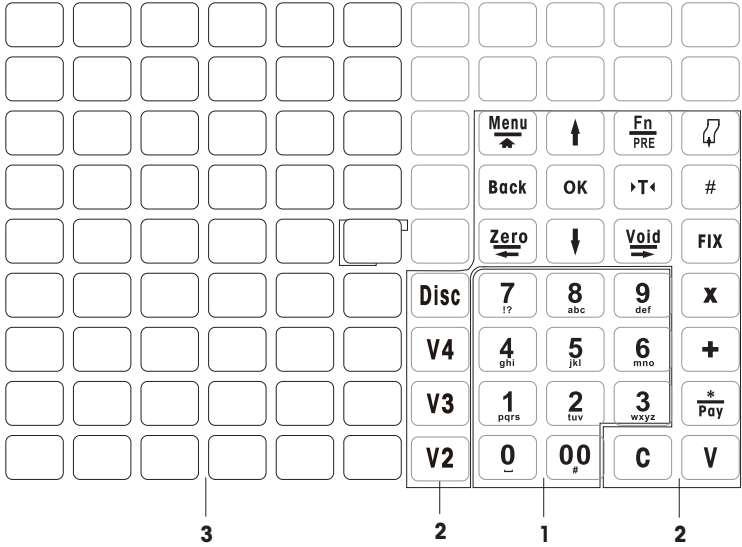 Menu Fn
PRE
Back OK T #
Zero Void FIX
Disc 7 8 9 x
!? abc def
V4 4 5 6 +
ghi jkl mno
V3 1 2 3 *
pqrs tuv wxyz Pay
V2 0 00 C V
#
3 2 1 2